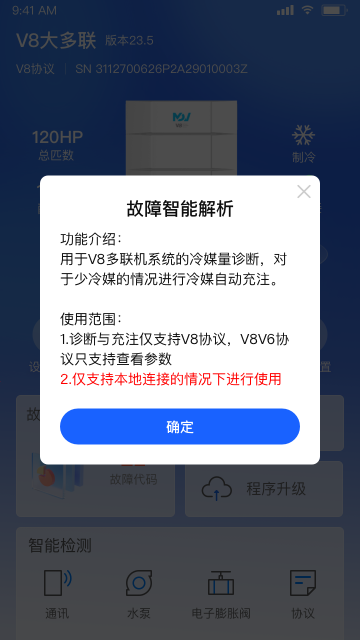 9:41 AM
V8大多联 版本23.5
V8协议 SN 3112700626P2A29010003Z
120HP
总匹数
制冷
故障智能解析
功能介绍：
用于V8多联机系统的冷媒量诊断，对
于少冷媒的情况进行冷媒自动充注。
使用范围：
1.诊断与充注仅支持V8协议，V8V6协
议只支持查看参数
2.仅支持本地连接的情况下进行使用
确定
设
置
故
故障代码
程序升级
智能检测
通讯
水泵
电子膨胀阀
协议